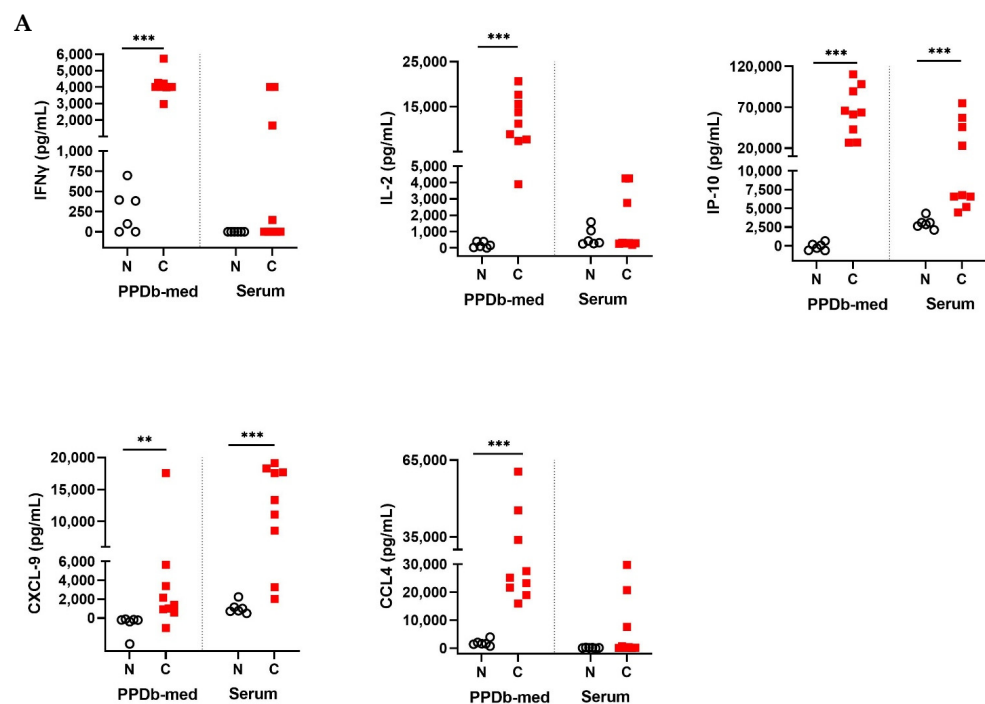 A
***
IFNγ (pg/mL)
6,000
5,000
4,000
3,000
2,000
1,000
750
500
250
0
N C N C
PPDb-med Serum
***
IL-2 (pg/mL)
25,000
15,000
5,000
4,000
3,000
2,000
1,000
0
N C N C
PPDb-med Serum
*** ***
IP-10 (pg/mL)
120,000
70,000
20,000
7,500
5,000
2,500
0
N C N C
PPDb-med Serum
** ***
CXCL-9 (pg/mL)
20,000
15,000
10,000
6,000
4,000
2,000
0
N C N C
PPDb-med Serum
***
CCL4 (pg/mL)
65,000
35,000
30,000
20,000
10,000
0
N C N C
PPDb-med Serum